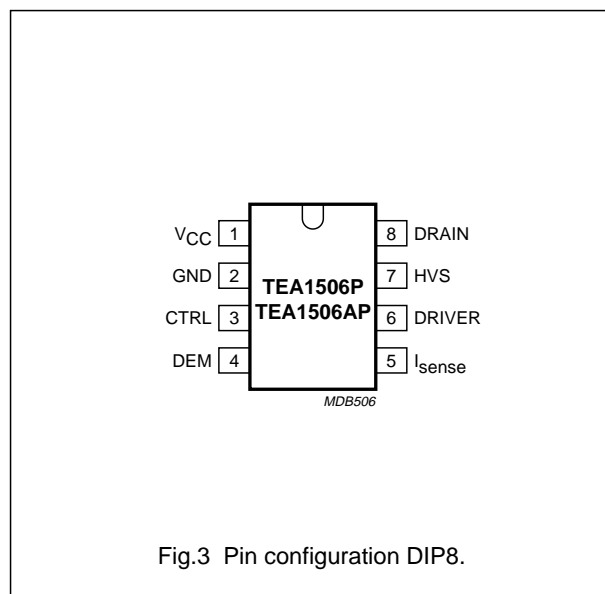 VCC 1 8 DRAIN
GND 2 7 HVS
TEA1506P
TEA1506AP
CTRL 3 6 DRIVER
DEM 4 5 Isense
MDB506
Fig.3 Pin configuration DIP8.